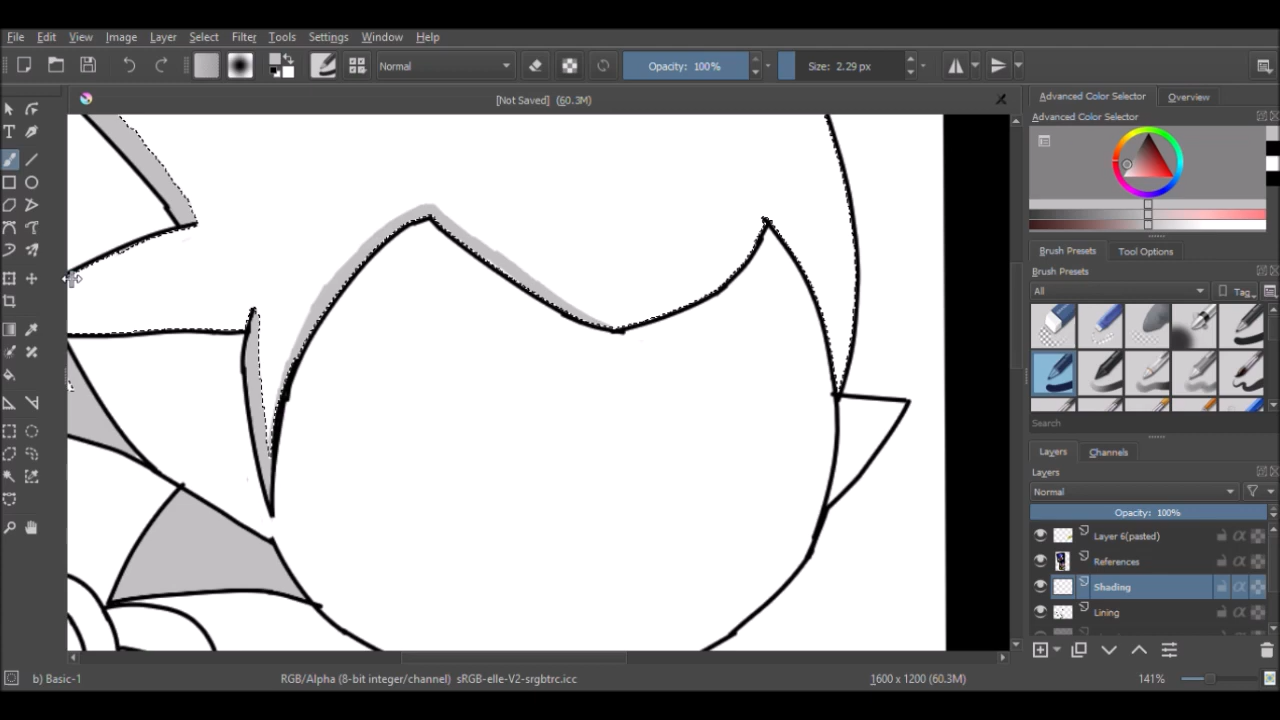 File Edit View Image Layer Select Filter Tools Settings Window Help
Normal Opacity: 100% Size: 2.29 px
[Not Saved] (60.3M)
Advanced Color Selector Overview
Advanced Color Selector
Brush Presets Tool Options
Brush Presets
All Tag
Search
Layers Channels
Layers
Normal
Opacity: 100%
Layer 6(pasted)
References
Shading
Lining
b) Basic-1 RGB/Alpha (8-bit integer/channel) sRGB-elle-V2-srgbtrc.icc 1600 x 1200 (60.3M) 141%